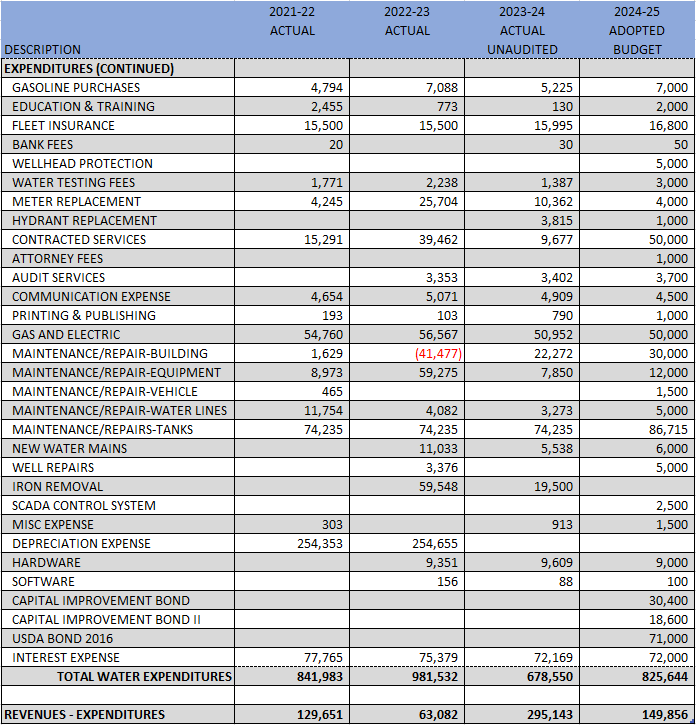 2021-22 2022-23 2023-24 2024-25
ACTUAL ACTUAL ACTUAL ADOPTED
DESCRIPTION UNAUDITED BUDGET
EXPENDITURES (CONTINUED)
GASOLINE PURCHASES 4,794 7,088 5,225 7,000
EDUCATION & TRAINING 2,455 773 130 2,000
FLEET INSURANCE 15,500 15,500 15,995 16,800
BANK FEES 20 30 50
WELLHEAD PROTECTION 5,000
WATER TESTING FEES 1,771 2,238 1,387 3,000
METER REPLACEMENT 4,245 25,704 10,362 4,000
HYDRANT REPLACEMENT 3,815 1,000
CONTRACTED SERVICES 15,291 39,462 9,677 50,000
ATTORNEY FEES 1,000
AUDIT SERVICES 3,353 3,402 3,700
COMMUNICATION EXPENSE 4,654 5,071 4,909 4,500
PRINTING & PUBLISHING 193 103 790 1,000
GAS AND ELECTRIC 54,760 56,567 50,952 50,000
MAINTENANCE/REPAIR-BUILDING 1,629 (41,477) 22,272 30,000
MAINTENANCE/REPAIR-EQUIPMENT 8,973 59,275 7,850 12,000
MAINTENANCE/REPAIR-VEHICLE 465 1,500
MAINTENANCE/REPAIR-WATER LINES 11,754 4,082 3,273 5,000
MAINTENANCE/REPAIRS-TANKS 74,235 74,235 74,235 86,715
NEW WATER MAINS 11,033 5,538 6,000
WELL REPAIRS 3,376 5,000
IRON REMOVAL 59,548 19,500
SCADA CONTROL SYSTEM 2,500
MISC EXPENSE 303 913 1,500
DEPRECIATION EXPENSE 254,353 254,655
HARDWARE 9,351 9,609 9,000
SOFTWARE 156 88 100
CAPITAL IMPROVEMENT BOND 30,400
CAPITAL IMPROVEMENT BOND II 18,600
USDA BOND 2016 71,000
INTEREST EXPENSE 77,765 75,379 72,169 72,000
TOTAL WATER EXPENDITURES 841,983 981,532 678,550 825,644
REVENUES - EXPENDITURES 129,651 63,082 295,143 149,856